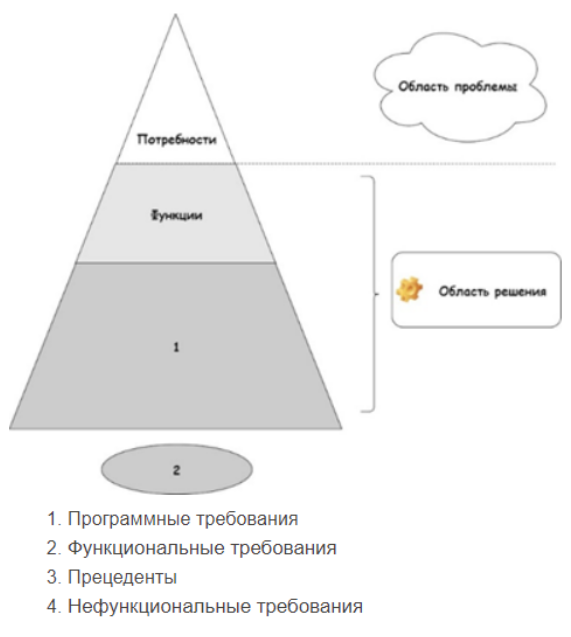 Область проблемы
Потребности
Функции
Область решения
1
2
1. Программные требования
2. Функциональные требования
3. Прецеденты
4. Нефункциональные требования